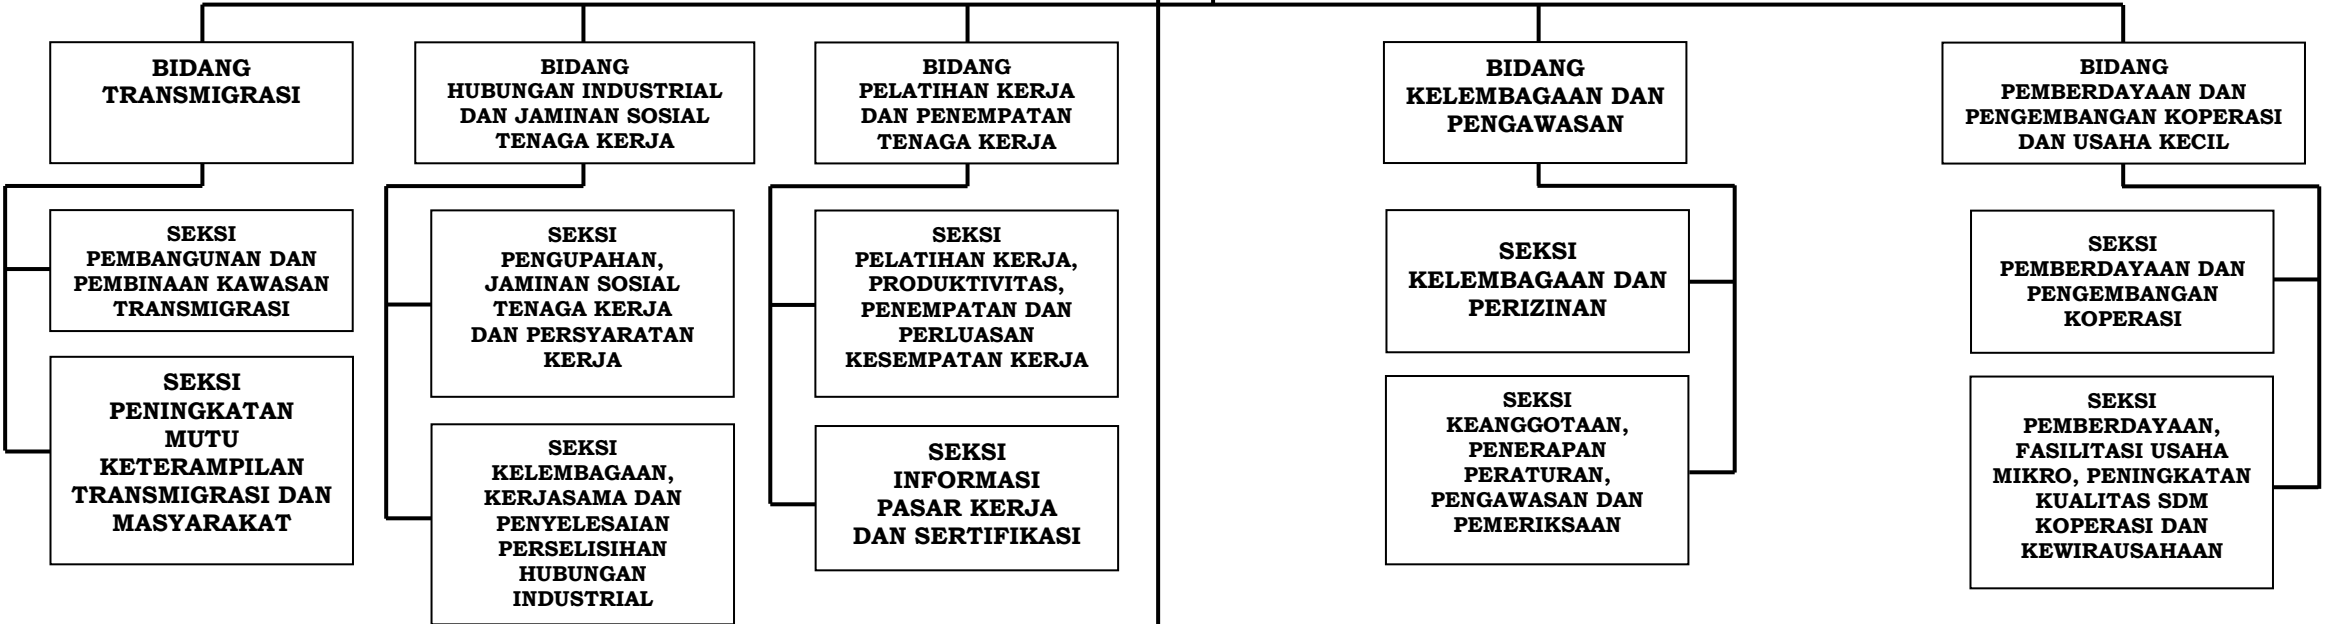 BIDANG
TRANSMIGRASI
BIDANG
HUBUNGAN INDUSTRIAL
DAN JAMINAN SOSIAL
TENAGA KERJA
BIDANG
PELATIHAN KERJA
DAN PENEMPATAN
TENAGA KERJA
BIDANG
KELEMBAGAAN DAN
PENGAWASAN
BIDANG
PEMBERDAYAAN DAN
PENGEMBANGAN KOPERASI
DAN USAHA KECIL
SEKSI
PEMBANGUNAN DAN
PEMBINAAN KAWASAN
TRANSMIGRASI
SEKSI
PENGUPAHAN,
JAMINAN SOSIAL
TENAGA KERJA
DAN PERSYARATAN
KERJA
SEKSI
PELATIHAN KERJA,
PRODUKTIVITAS,
PENEMPATAN DAN
PERLUASAN
KESEMPATAN KERJA
SEKSI
KELEMBAGAAN DAN
PERIZINAN
SEKSI
PEMBERDAYAAN DAN
PENGEMBANGAN
KOPERASI
SEKSI
PENINGKATAN
MUTU
KETERAMPILAN
TRANSMIGRASI DAN
MASYARAKAT
SEKSI
KELEMBAGAAN,
KERJASAMA DAN
PENYELESAIAN
PERSELISIHAN
HUBUNGAN
INDUSTRIAL
SEKSI
INFORMASI
PASAR KERJA
DAN SERTIFIKASI
SEKSI
KEANGGOTAAN,
PENERAPAN
PERATURAN,
PENGAWASAN DAN
PEMERIKSAAN
SEKSI
PEMBERDAYAAN,
FASILITASI USAHA
MIKRO, PENINGKATAN
KUALITAS SDM
KOPERASI DAN
KEWIRAUSAHAAN